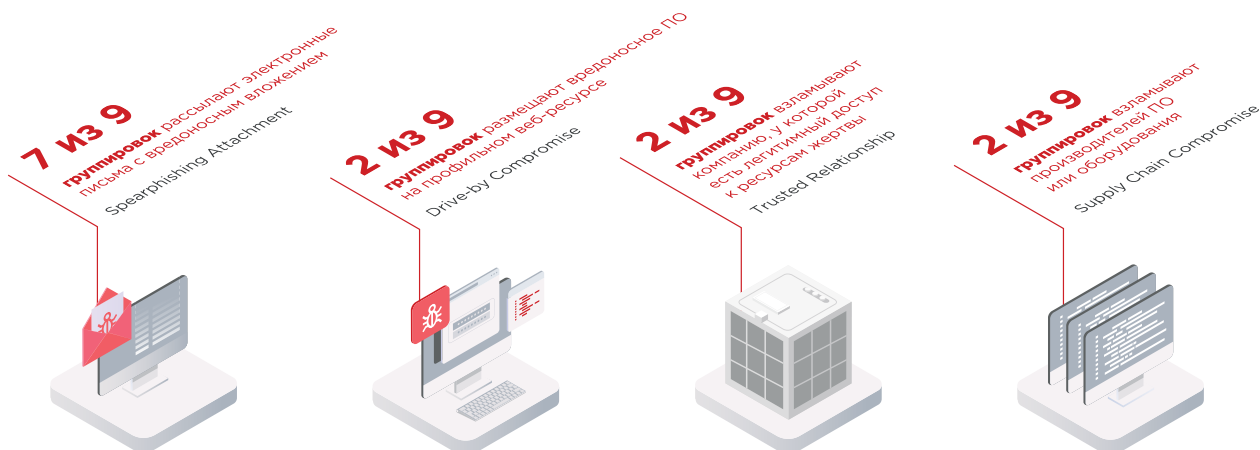 7 из 9
группировок рассылают электронные
письма с вредоносным вложением
Spearphishing Attachment
2 из 9
группировок размещают вредоносное ПО
на профильном веб-ресурсе
Drive-by Compromise
2 из 9
группировок взламывают
компанию, у которой
есть легитимный доступ
к ресурсам жертвы
Trusted Relationship
2 из 9
группировок взламывают
производителей ПО
или оборудования
Supply Chain Compromise